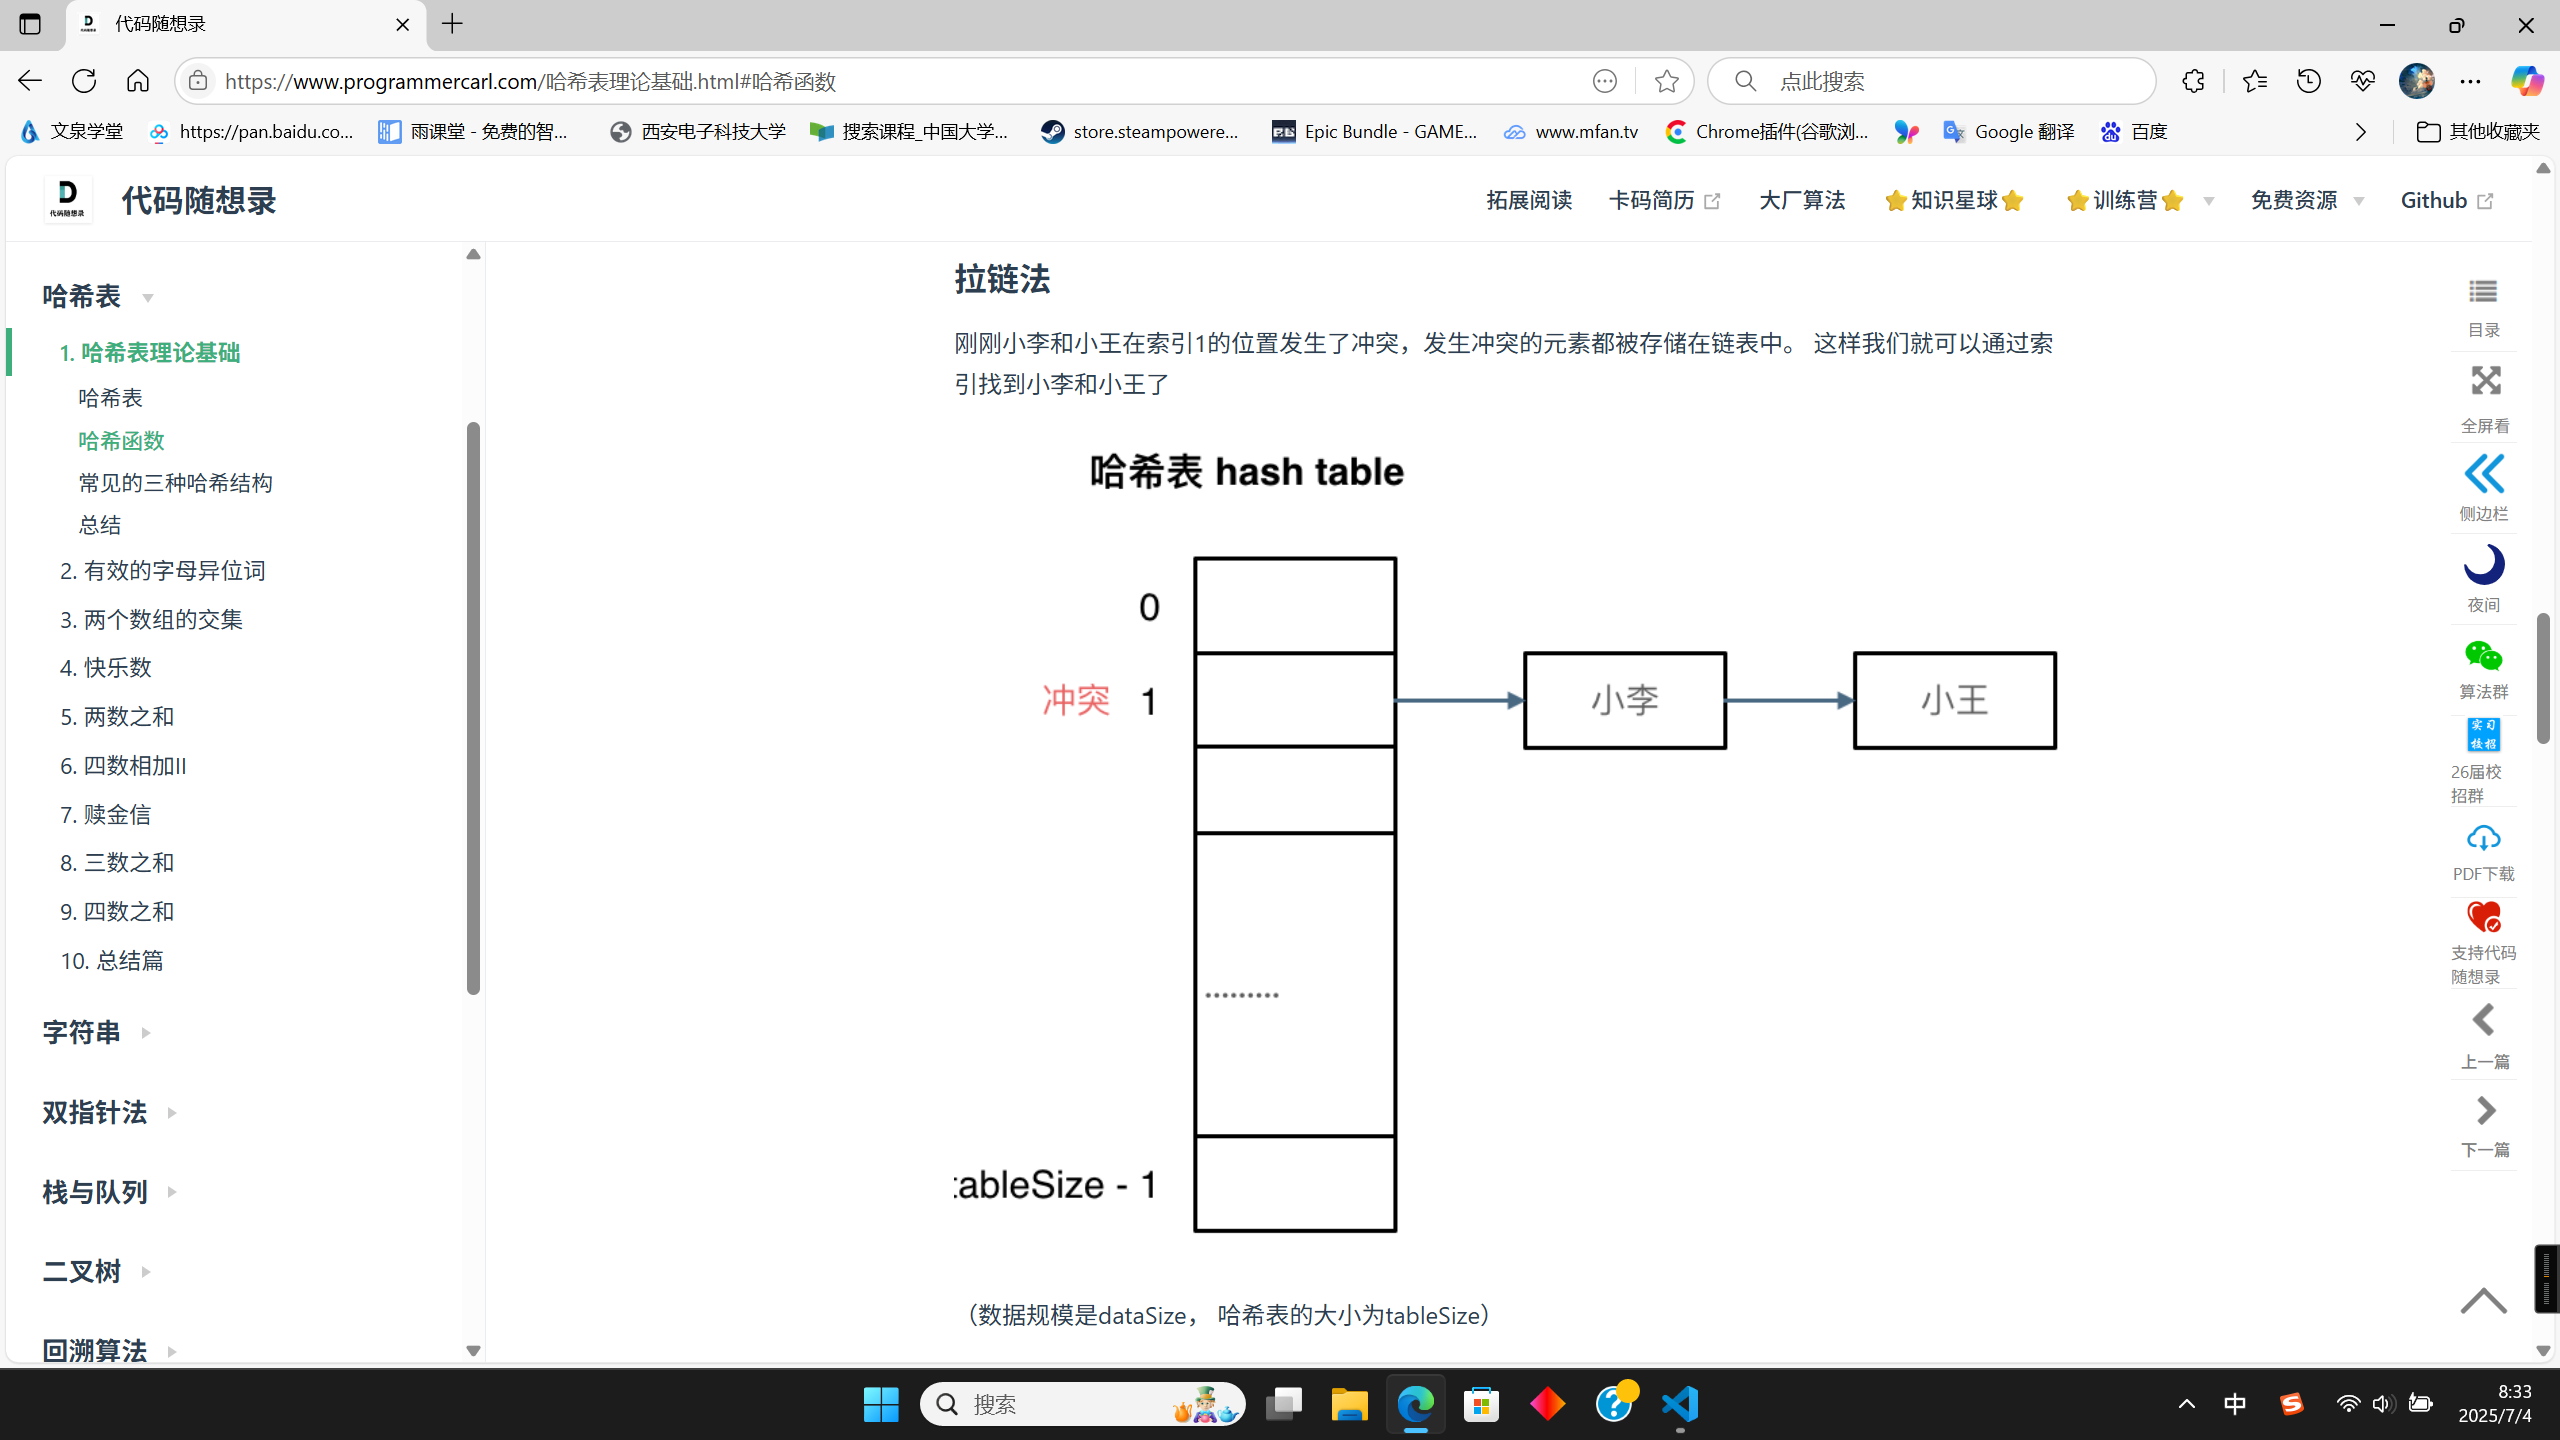 代码随想录
https://www.programmercarl.com/哈希表理论基础.html#哈希函数
点此搜索
文泉学堂
https://pan.baidu.co...
雨课堂 - 免费的智...
西安电子科技大学
搜索课程_中国大学...
store.steampowere...
Epic Bundle - GAME...
www.mfan.tv
Chrome插件(谷歌浏...
Google 翻译
百度
其他收藏夹
代码随想录
代码随想录
拓展阅读
卡码简历
大厂算法
⭐知识星球⭐
⭐训练营⭐
免费资源
Github
哈希表
1. 哈希表理论基础
哈希表
哈希函数
常见的三种哈希结构
总结
2. 有效的字母异位词
3. 两个数组的交集
4. 快乐数
5. 两数之和
6. 四数相加II
7. 赎金信
8. 三数之和
9. 四数之和
10. 总结篇
字符串
双指针法
栈与队列
二叉树
回溯算法
拉链法
刚刚小李和小王在索引1的位置发生了冲突，发生冲突的元素都被存储在链表中。 这样我们就可以通过索
引找到小李和小王了
哈希表 hash table
0
冲突 1
小李
小王
·········
tableSize - 1
（数据规模是dataSize， 哈希表的大小为tableSize）
目录
全屏看
侧边栏
夜间
算法群
实习
校招
26届校
招群
PDF下载
支持代码
随想录
上一篇
下一篇
搜索
中
8:33
2025/7/4